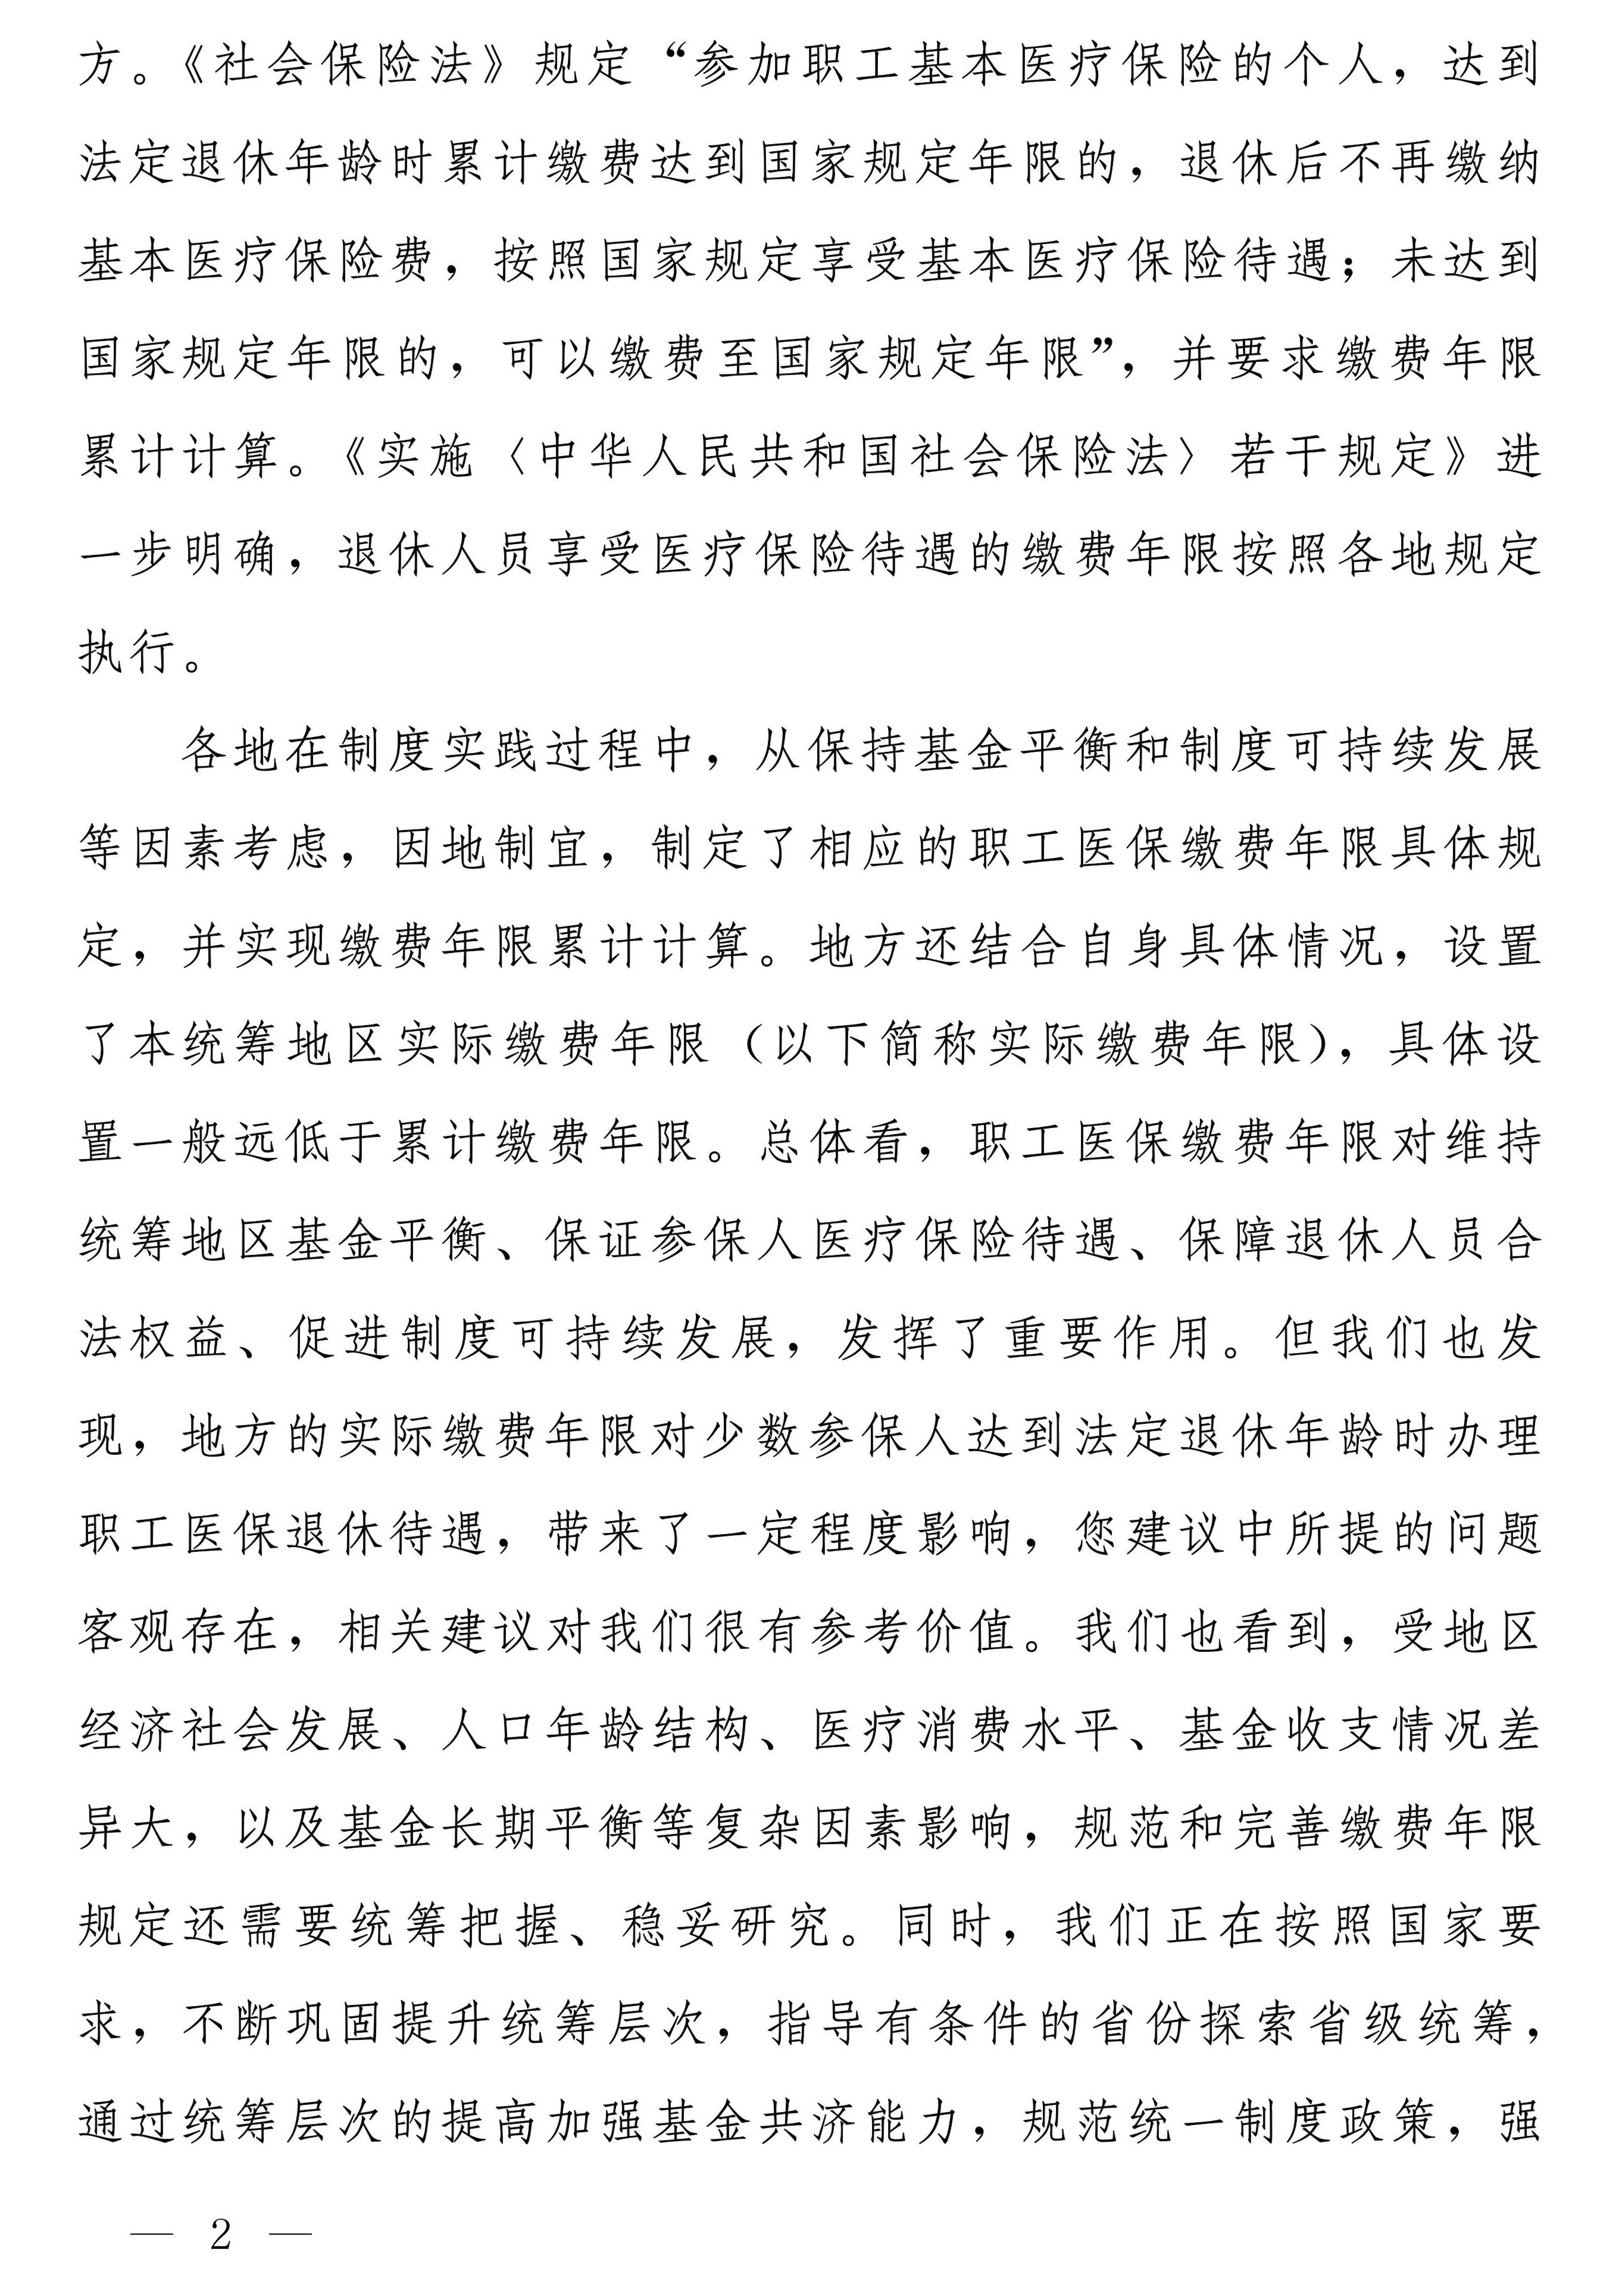 方。《社会保险法》规定“参加职工基本医疗保险的个人，达到
法定退休年龄时累计缴费达到国家规定年限的，退休后不再缴纳
基本医疗保险费，按照国家规定享受基本医疗保险待遇；未达到
国家规定年限的，可以缴费至国家规定年限”，并要求缴费年限
累计计算。《实施〈中华人民共和国社会保险法〉若干规定》进
一步明确，退休人员享受医疗保险待遇的缴费年限按照各地规定
执行。
各地在制度实践过程中，从保持基金平衡和制度可持续发展
等因素考虑，因地制宜，制定了相应的职工医保缴费年限具体规
定，并实现缴费年限累计计算。地方还结合自身具体情况，设置
了本统筹地区实际缴费年限（以下简称实际缴费年限），具体设
置一般远低于累计缴费年限。总体看，职工医保缴费年限对维持
统筹地区基金平衡、保证参保人医疗保险待遇、保障退休人员合
法权益、促进制度可持续发展，发挥了重要作用。但我们也发
现，地方的实际缴费年限对少数参保人达到法定退休年龄时办理
职工医保退休待遇，带来了一定程度影响，您建议中所提的问题
客观存在，相关建议对我们很有参考价值。我们也看到，受地区
经济社会发展、人口年龄结构、医疗消费水平、基金收支情况差
异大，以及基金长期平衡等复杂因素影响，规范和完善缴费年限
规定还需要统筹把握、稳妥研究。同时，我们正在按照国家要
求，不断巩固提升统筹层次，指导有条件的省份探索省级统筹，
通过统筹层次的提高加强基金共济能力，规范统一制度政策，强
— 2 —